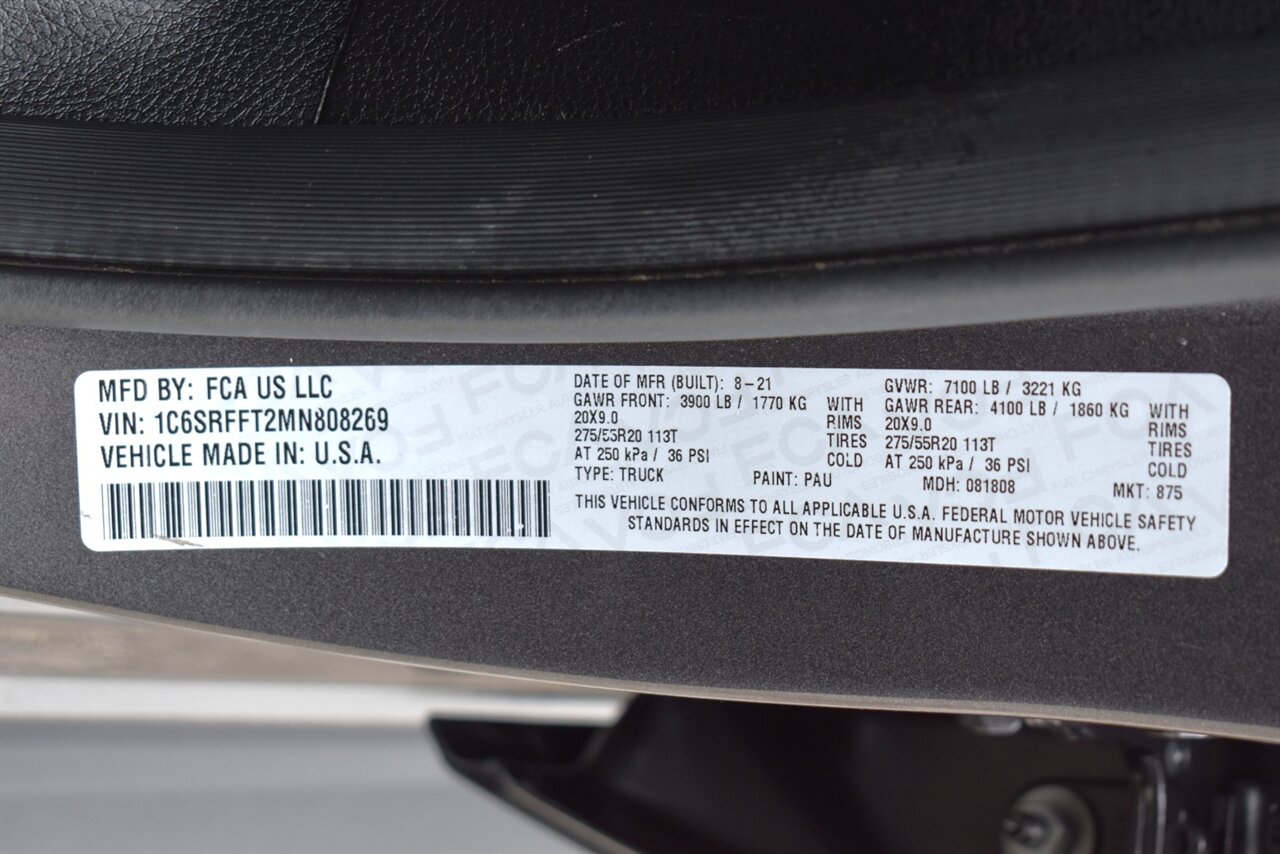 MFD BY: FCA US LLC
VIN: 1C6SRFFT2MN808269
VEHICLE MADE IN: U.S.A.
DATE OF MFR (BUILT): 8-21
GAWR FRONT: 3900 LB / 1770 KG WITH
20X9.0 RIMS
275/55R20 113T TIRES
AT 250 kPa / 36 PSI COLD
GVWR: 7100 LB / 3221 KG
GAWR REAR: 4100 LB / 1860 KG WITH
20X9.0 RIMS
275/55R20 113T TIRES
AT 250 kPa / 36 PSI COLD
TYPE: TRUCK PAINT: PAU MDH: 081808 MKT: 875
THIS VEHICLE CONFORMS TO ALL APPLICABLE U.S.A. FEDERAL MOTOR VEHICLE SAFETY
STANDARDS IN EFFECT ON THE DATE OF MANUFACTURE SHOWN ABOVE.